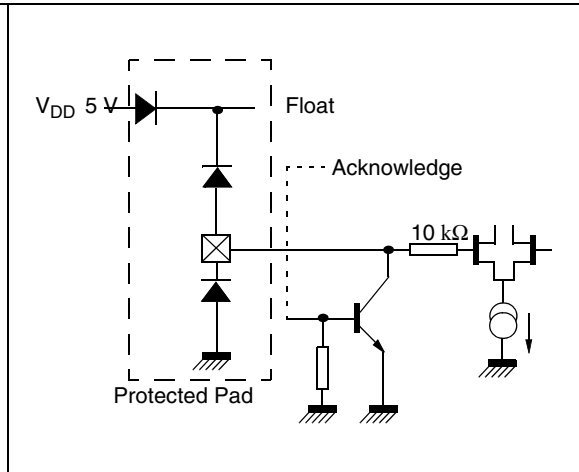 V_DD 5 V
Float
Acknowledge
10 kΩ
Protected Pad